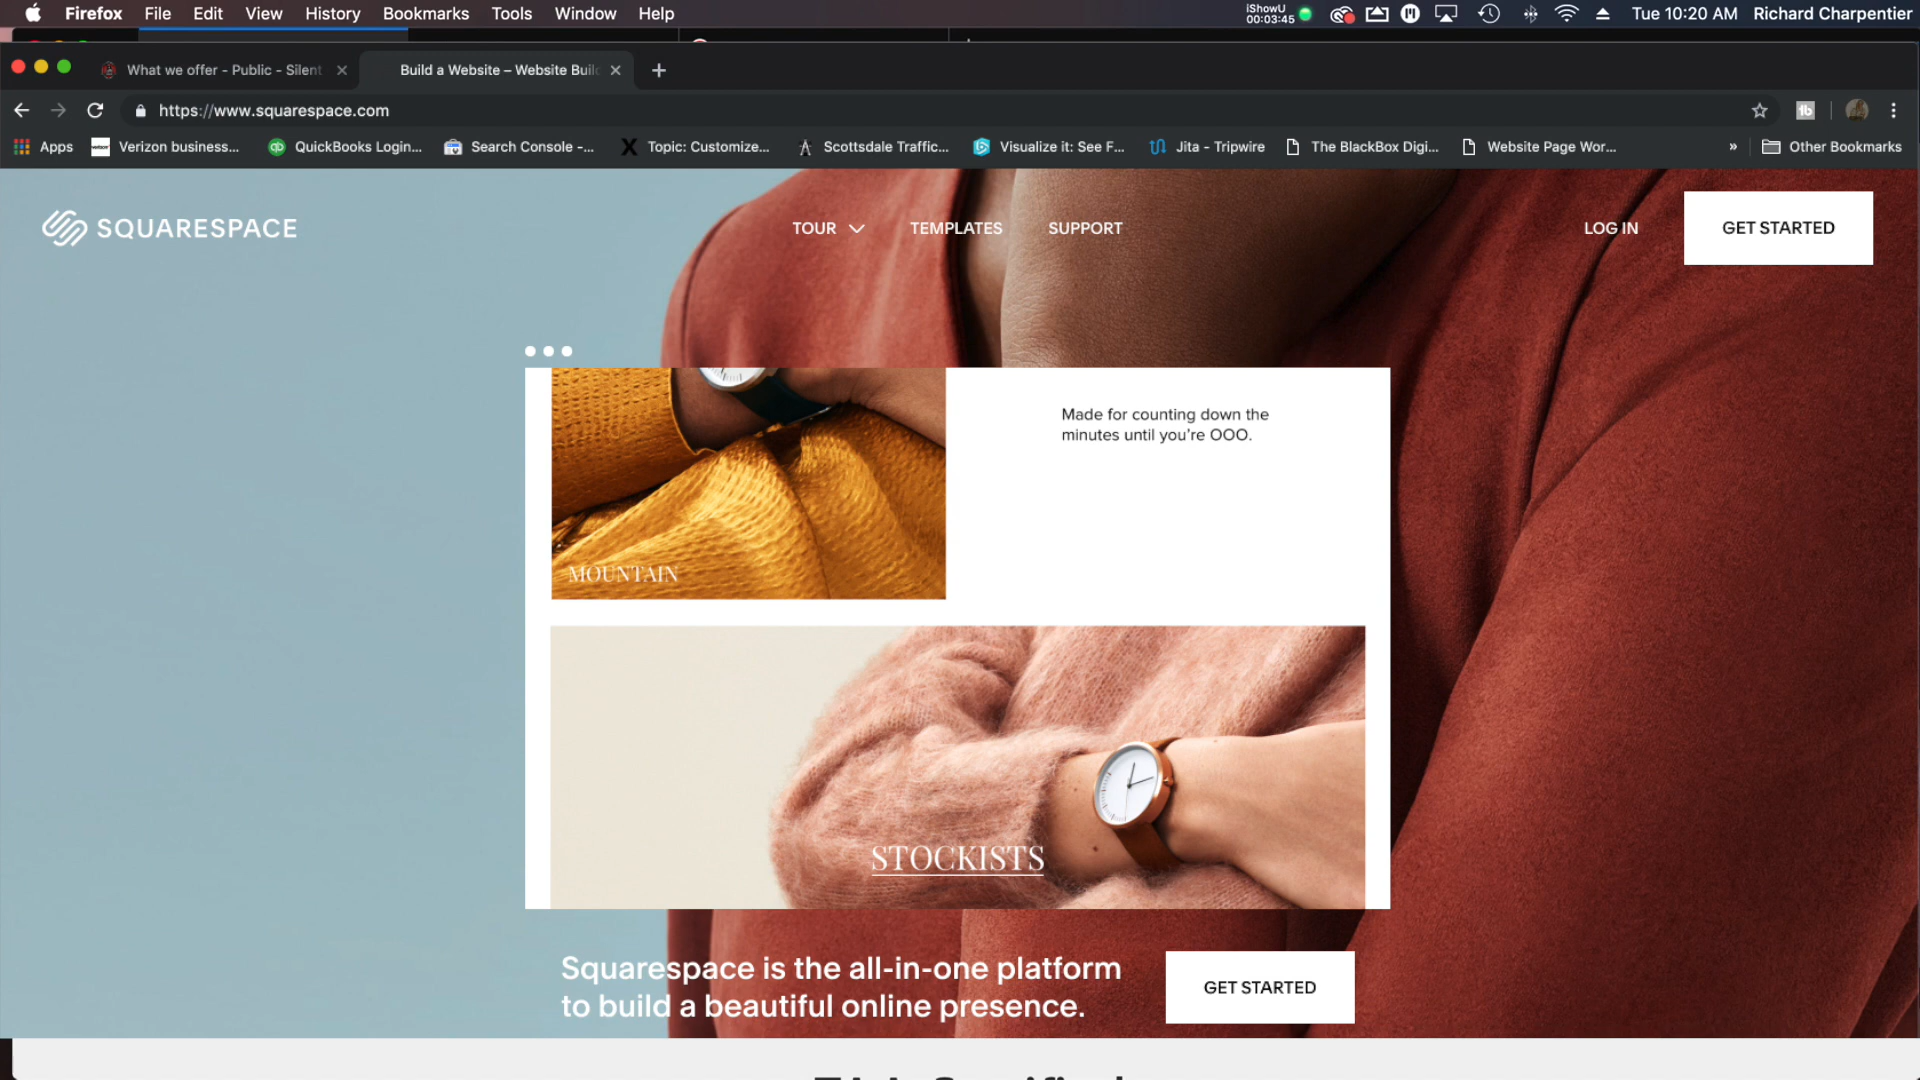 Firefox File Edit View History Bookmarks Tools Window Help
iShowU
00:03:45
Tue 10:20 AM Richard Charpentier
What we offer - Public - Silent
Build a Website – Website Buil
https://www.squarespace.com
Apps Verizon business... QuickBooks Login... Search Console -... Topic: Customize... Scottsdale Traffic... Visualize it: See F... Jita - Tripwire The BlackBox Digi... Website Page Wor... » Other Bookmarks
SQUARESPACE TOUR TEMPLATES SUPPORT LOG IN GET STARTED
Made for counting down the
minutes until you're OOO.
MOUNTAIN
STOCKISTS
Squarespace is the all-in-one platform
to build a beautiful online presence.
GET STARTED